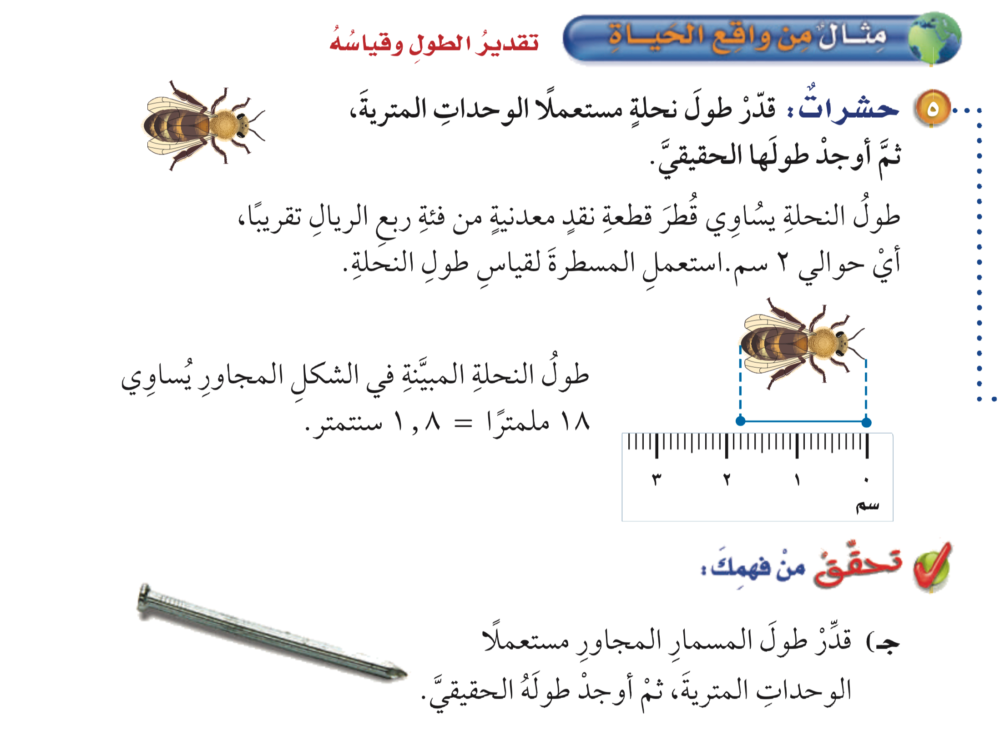 مِثـالٌ مِن واقِع الحَيـاةِ
تقديرُ الطولِ وقياسُهُ
٥ حشراتٌ: قدّرْ طولَ نحلةٍ مستعملًا الوحداتِ المتريةَ،
ثمَّ أوجدْ طولَها الحقيقيَّ.
طولُ النحلةِ يسُاوِي قُطرَ قطعةِ نقدٍ معدنيةٍ من فئةِ ربعِ الريالِ تقريبًا،
أيْ حوالي ٢ سم. استعملِ المسطرةَ لقياسِ طولِ النحلةِ.
طولُ النحلةِ المبيَّنةِ في الشكلِ المجاورِ يُساوِي
١٨ ملمترًا = ١,٨ سنتمتر.
٠ ١ ٢ ٣
سم
تحقَّقْ منْ فهمِكَ:
جـ) قدِّرْ طولَ المسمارِ المجاورِ مستعملًا
الوحداتِ المتريةَ، ثمْ أوجدْ طولَهُ الحقيقيَّ.